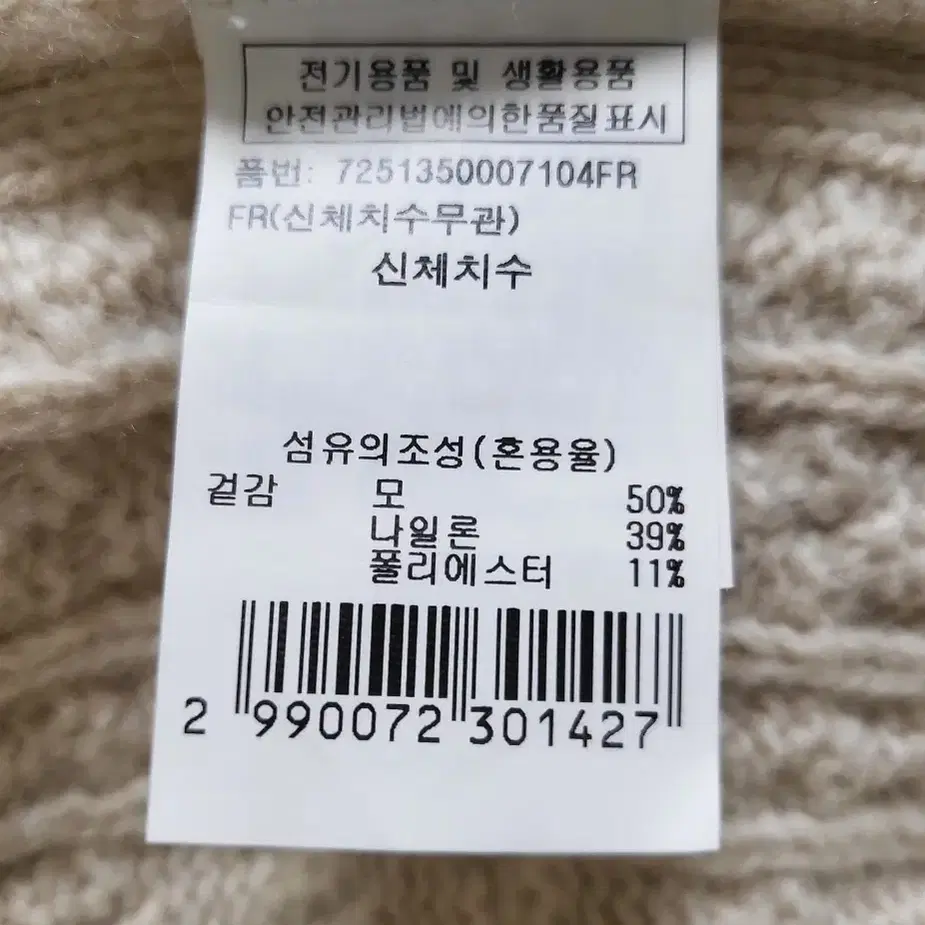 전기용품 및 생활용품
안전관리법에의한품질표시
품번: 7251350007104FR
FR(신체치수무관)
신체치수
섬유의조성(혼용율)
겉감 모 50%
나일론 39%
폴리에스터 11%
2 990072 301427